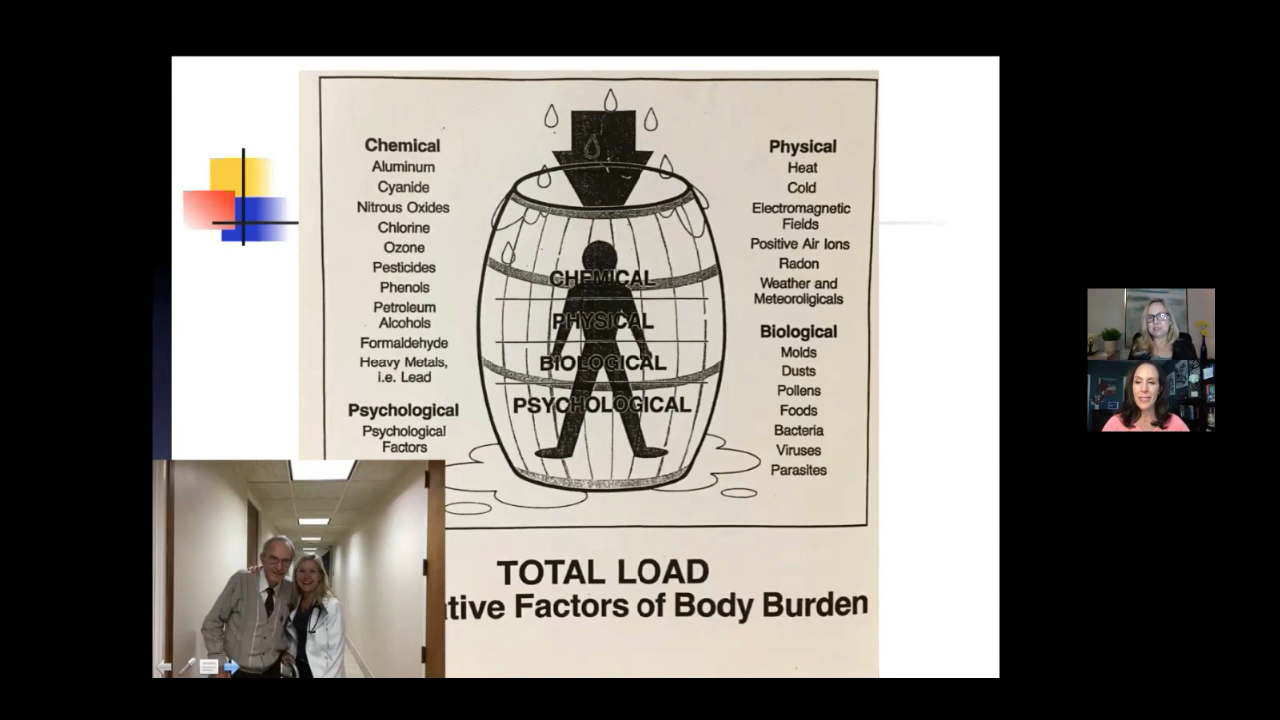 Chemical
Aluminum
Cyanide
Nitrous Oxides
Chlorine
Ozone
Pesticides
Phenols
Petroleum
Alcohols
Formaldehyde
Heavy Metals,
i.e. Lead
Psychological
Psychological
Factors
CHEMICAL
PHYSICAL
BIOLOGICAL
PSYCHOLOGICAL
Physical
Heat
Cold
Electromagnetic
Fields
Positive Air Ions
Radon
Weather and
Meteoroligicals
Biological
Molds
Dusts
Pollens
Foods
Bacteria
Viruses
Parasites
TOTAL LOAD
Factors of Body Burden